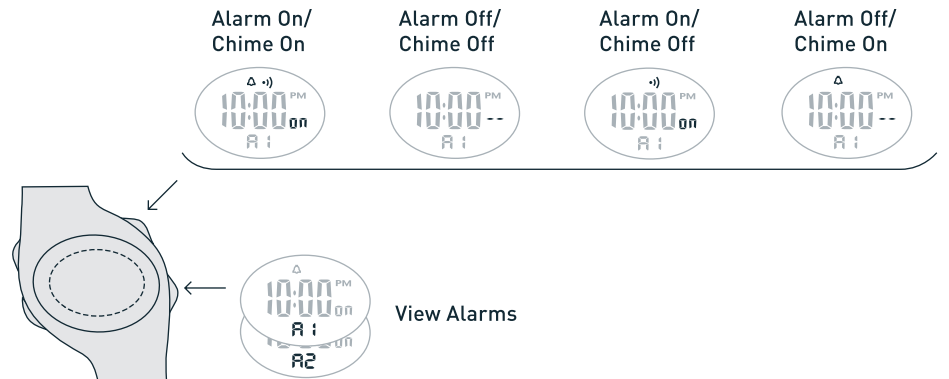 Alarm On/
Chime On
Alarm Off/
Chime Off
Alarm On/
Chime Off
Alarm Off/
Chime On
10:00 PM on
A1
10:00 PM --
A1
10:00 PM on
A1
10:00 PM --
A1
10:00 PM on
A1
on
A2
View Alarms